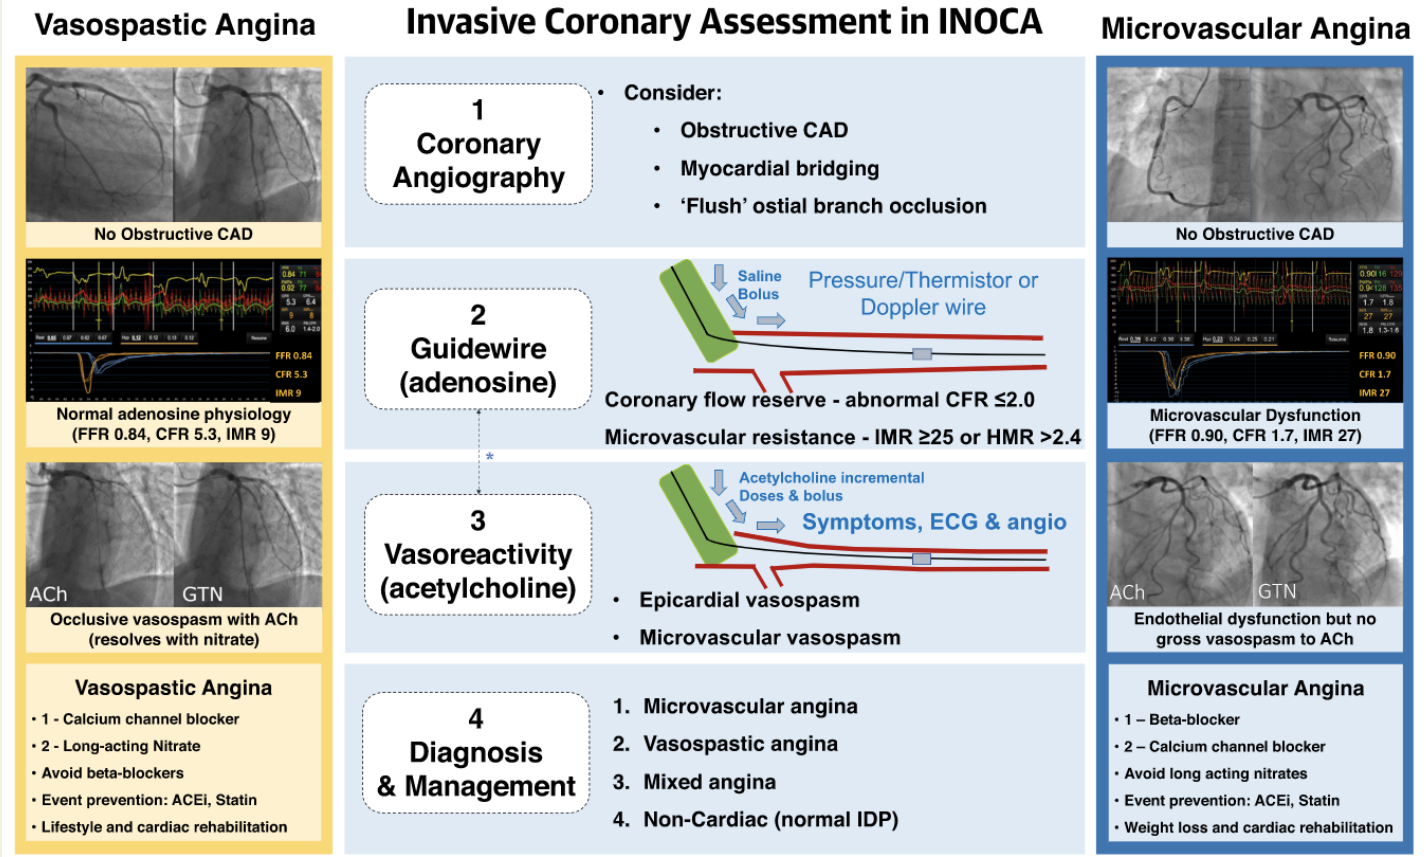 Vasospastic Angina
Invasive Coronary Assessment in INOCA
Microvascular Angina
No Obstructive CAD
FFR 0.84
CFR 5.3
IMR 9
Normal adenosine physiology
(FFR 0.84, CFR 5.3, IMR 9)
ACh
GTN
Occlusive vasospasm with ACh
(resolves with nitrate)
Vasospastic Angina
• 1 - Calcium channel blocker
• 2 - Long-acting Nitrate
• Avoid beta-blockers
• Event prevention: ACEi, Statin
• Lifestyle and cardiac rehabilitation
1
Coronary
Angiography
• Consider:
• Obstructive CAD
• Myocardial bridging
• ‘Flush’ ostial branch occlusion
2
Guidewire
(adenosine)
Saline
Bolus
Pressure/Thermistor or
Doppler wire
Coronary flow reserve - abnormal CFR ≤2.0
Microvascular resistance - IMR ≥25 or HMR >2.4
*
3
Vasoreactivity
(acetylcholine)
Acetylcholine incremental
Doses & bolus
Symptoms, ECG & angio
• Epicardial vasospasm
• Microvascular vasospasm
4
Diagnosis
& Management
1. Microvascular angina
2. Vasospastic angina
3. Mixed angina
4. Non-Cardiac (normal IDP)
No Obstructive CAD
FFR 0.90
CFR 1.7
IMR 27
Microvascular Dysfunction
(FFR 0.90, CFR 1.7, IMR 27)
ACh
GTN
Endothelial dysfunction but no
gross vasospasm to ACh
Microvascular Angina
• 1 – Beta-blocker
• 2 – Calcium channel blocker
• Avoid long acting nitrates
• Event prevention: ACEi, Statin
• Weight loss and cardiac rehabilitation